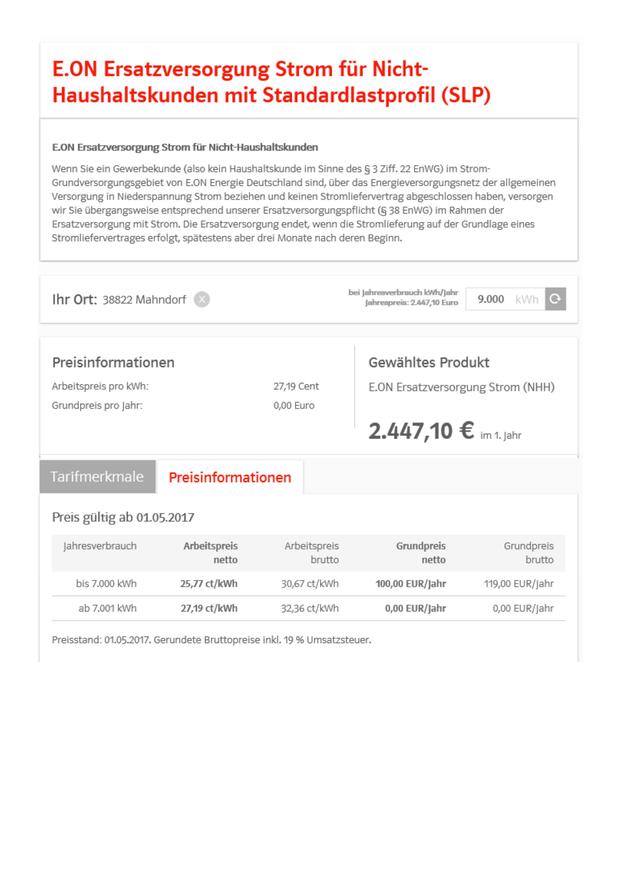 E.ON Ersatzversorgung Strom für Nicht-
Haushaltskunden mit Standardlastprofil (SLP)
E.ON Ersatzversorgung Strom für Nicht-Haushaltskunden
Wenn Sie ein Gewerbekunde (also kein Haushaltskunde im Sinne des § 3 Ziff. 22 EnWG) im Strom-
Grundversorgungsgebiet von E.ON Energie Deutschland sind, über das Energieversorgungsnetz der allgemeinen
Versorgung in Niederspannung Strom beziehen und keinen Stromliefervertrag abgeschlossen haben, versorgen
wir Sie übergangsweise entsprechend unserer Ersatzversorgungspflicht (§ 38 EnWG) im Rahmen der
Ersatzversorgung mit Strom. Die Ersatzversorgung endet, wenn die Stromlieferung auf der Grundlage eines
Stromliefervertrages erfolgt, spätestens aber drei Monate nach deren Beginn.
Ihr Ort: 38822 Mahndorf X
bei Jahresverbrauch kWh/Jahr
Jahrespreis: 2.447,10 Euro
9.000 kWh
Preisinformationen
Arbeitspreis pro kWh: 27,19 Cent
Grundpreis pro Jahr: 0,00 Euro
Gewähltes Produkt
E.ON Ersatzversorgung Strom (NHH)
2.447,10 € im 1. Jahr
Tarifmerkmale Preisinformationen
Preis gültig ab 01.05.2017
Jahresverbrauch Arbeitspreis netto Arbeitspreis brutto Grundpreis netto Grundpreis brutto
bis 7.000 kWh 25,77 ct/kWh 30,67 ct/kWh 100,00 EUR/Jahr 119,00 EUR/Jahr
ab 7.001 kWh 27,19 ct/kWh 32,36 ct/kWh 0,00 EUR/Jahr 0,00 EUR/Jahr
Preisstand: 01.05.2017. Gerundete Bruttopreise inkl. 19 % Umsatzsteuer.